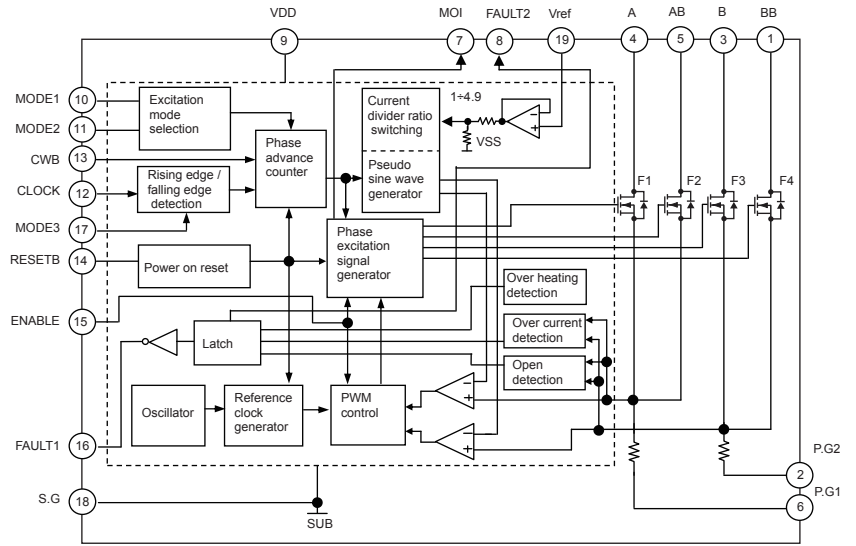 VDD
MOI
FAULT2
Vref
A
AB
B
BB
9
7
8
19
4
5
3
1
MODE1
10
MODE2
11
CWB
13
CLOCK
12
MODE3
17
RESETB
14
ENABLE
15
FAULT1
16
S.G
18
Excitation
mode
selection
Rising edge /
falling edge
detection
Phase
advance
counter
Power on reset
Current
divider ratio
switching
Pseudo
sine wave
generator
1÷4.9
VSS
−
+
F1
F2
F3
F4
Phase
excitation
signal
generator
Over heating
detection
Over current
detection
Open
detection
Latch
Oscillator
Reference
clock
generator
PWM
control
−
+
−
+
P.G2
2
P.G1
6
SUB